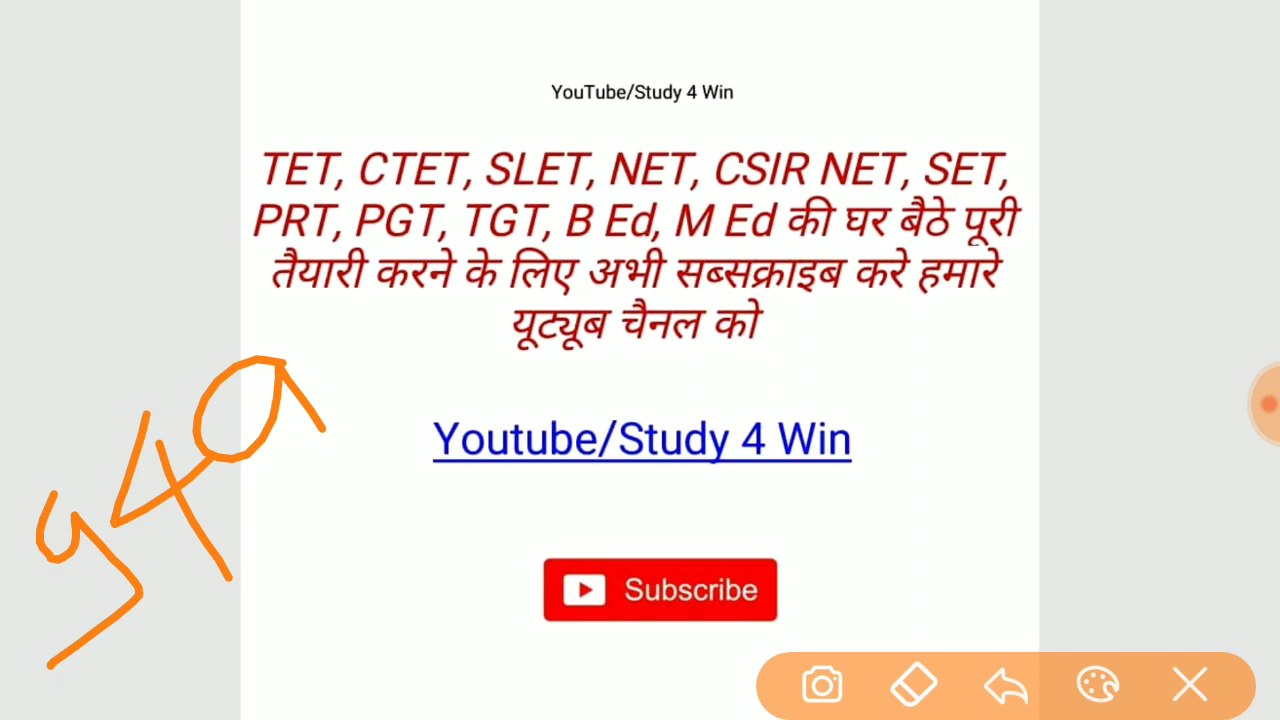 YouTube/Study 4 Win
TET, CTET, SLET, NET, CSIR NET, SET,
PRT, PGT, TGT, B Ed, M Ed की घर बैठे पूरी
तैयारी करने के लिए अभी सब्सक्राइब करे हमारे
यूट्यूब चैनल को
Youtube/Study 4 Win
Subscribe